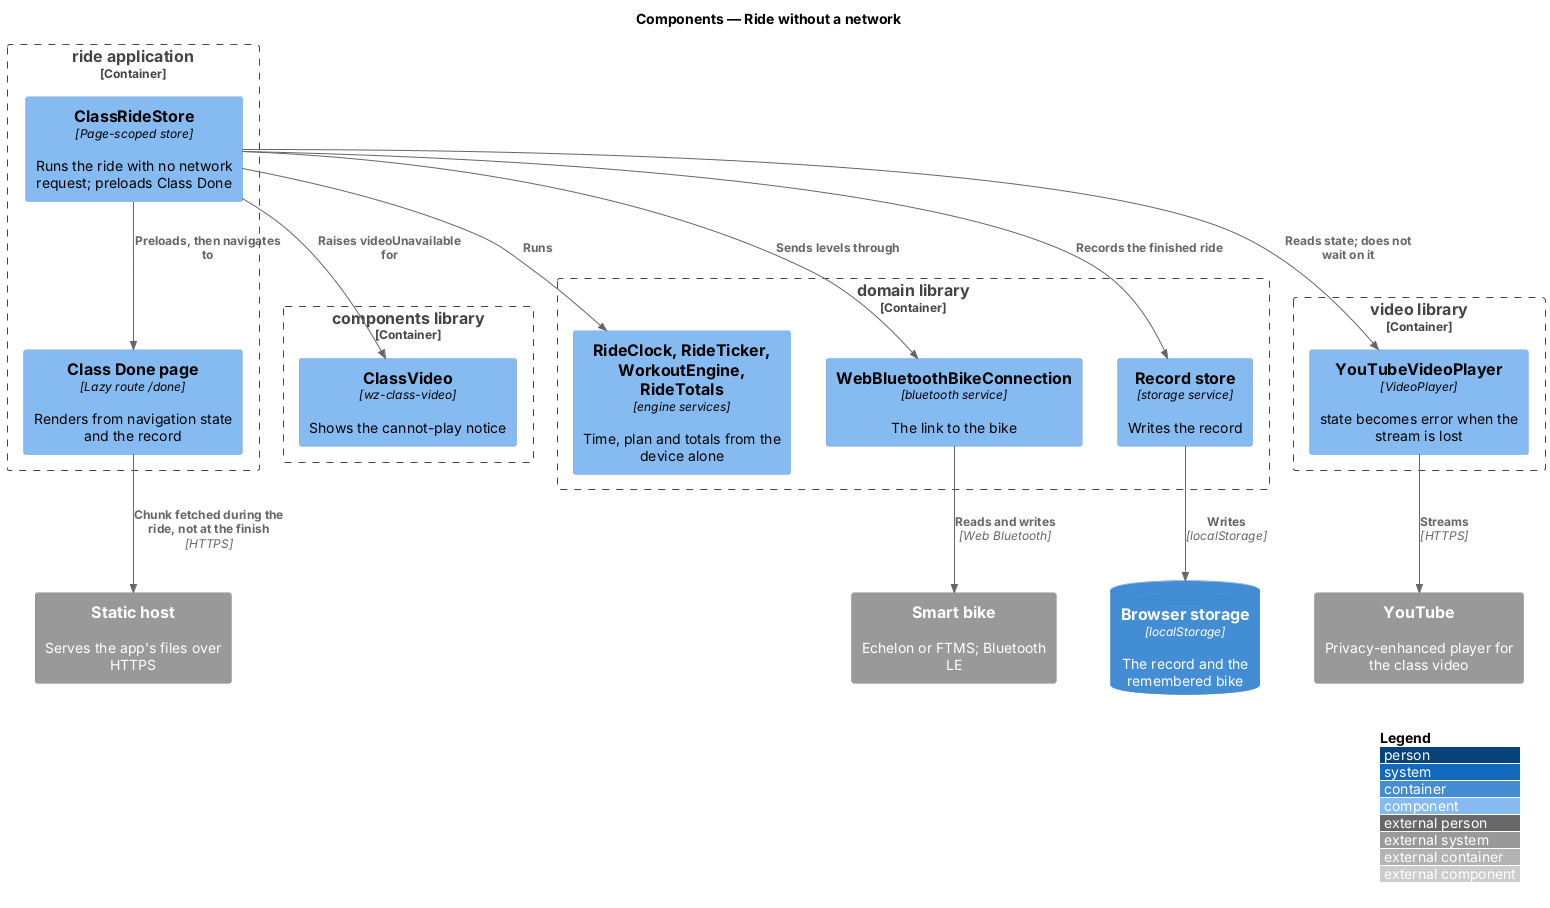 Components — Ride without a network
ride application
[Container]
ClassRideStore
[Page-scoped store]
Runs the ride with no network
request; preloads Class Done
Preloads, then navigates
to
Raises videoUnavailable
for
Runs
Sends levels through
Records the finished ride
Reads state; does not
wait on it
Class Done page
[Lazy route /done]
Renders from navigation state
and the record
components library
[Container]
ClassVideo
[wz-class-video]
Shows the cannot-play notice
domain library
[Container]
RideClock, RideTicker,
WorkoutEngine,
RideTotals
[engine services]
Time, plan and totals from the
device alone
WebBluetoothBikeConnection
[bluetooth service]
The link to the bike
Record store
[storage service]
Writes the record
video library
[Container]
YouTubeVideoPlayer
[VideoPlayer]
state becomes error when the
stream is lost
Chunk fetched during the
ride, not at the finish
[HTTPS]
Reads and writes
[Web Bluetooth]
Writes
[localStorage]
Streams
[HTTPS]
Static host
Serves the app's files over
HTTPS
Smart bike
Echelon or FTMS; Bluetooth
LE
Browser storage
[localStorage]
The record and the
remembered bike
YouTube
Privacy-enhanced player for
the class video
Legend
person
system
container
component
external person
external system
external container
external component